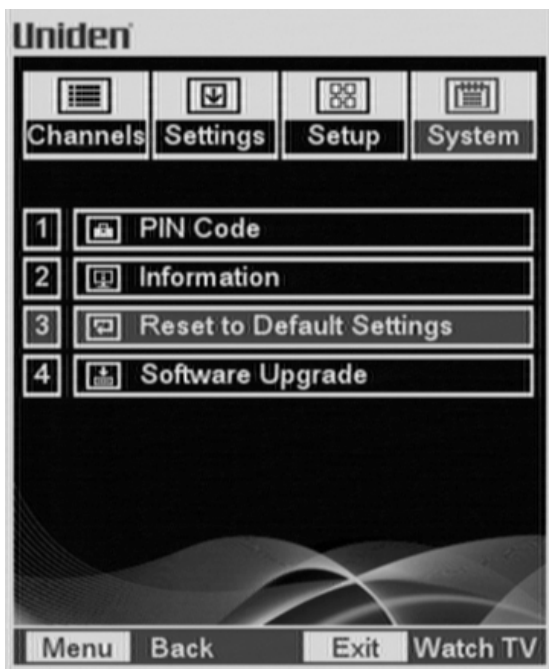 Uniden
Channels Settings Setup System
1 PIN Code
2 Information
3 Reset to Default Settings
4 Software Upgrade
Menu Back Exit Watch TV